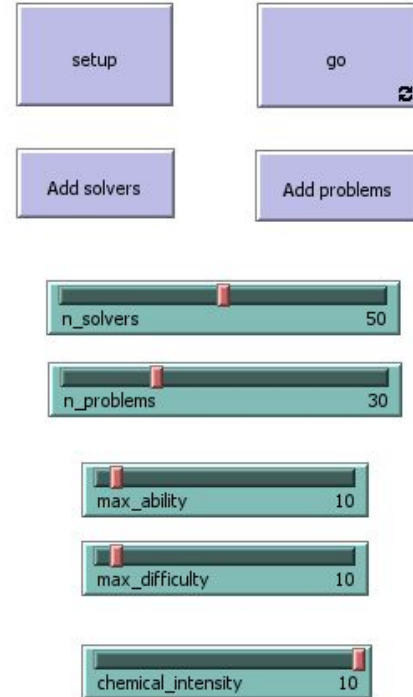 setup
go
Add solvers
Add problems
n_solvers 50
n_problems 30
max_ability 10
max_difficulty 10
chemical_intensity 10